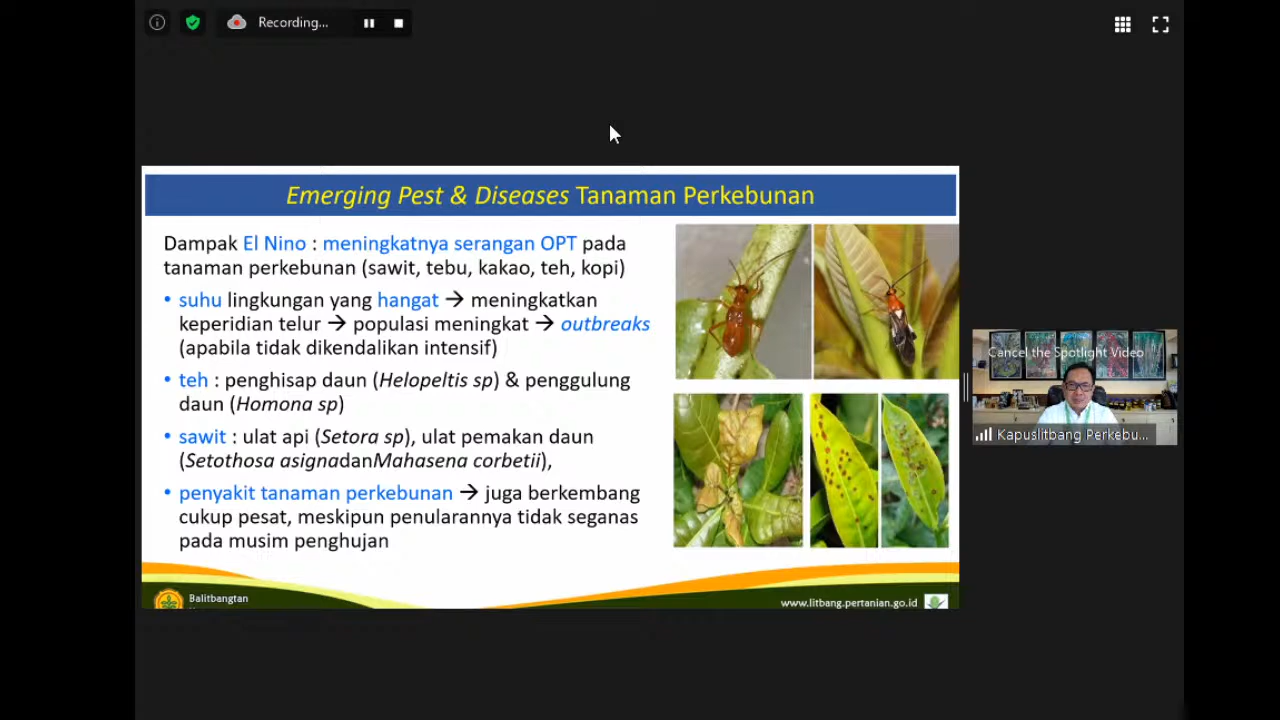 Recording...
Emerging Pest & Diseases Tanaman Perkebunan
Dampak El Nino : meningkatnya serangan OPT pada
tanaman perkebunan (sawit, tebu, kakao, teh, kopi)
• suhu lingkungan yang hangat → meningkatkan
keperidian telur → populasi meningkat → outbreaks
(apabila tidak dikendalikan intensif)
• teh : penghisap daun (Helopeltis sp) & penggulung
daun (Homona sp)
• sawit : ulat api (Setora sp), ulat pemakan daun
(Setothosa asignadanMahasena corbetii),
• penyakit tanaman perkebunan → juga berkembang
cukup pesat, meskipun penularannya tidak seganas
pada musim penghujan
Balitbangtan
www.litbang.pertanian.go.id
Cancel the Spotlight Video
Kapuslitbang Perkebu...